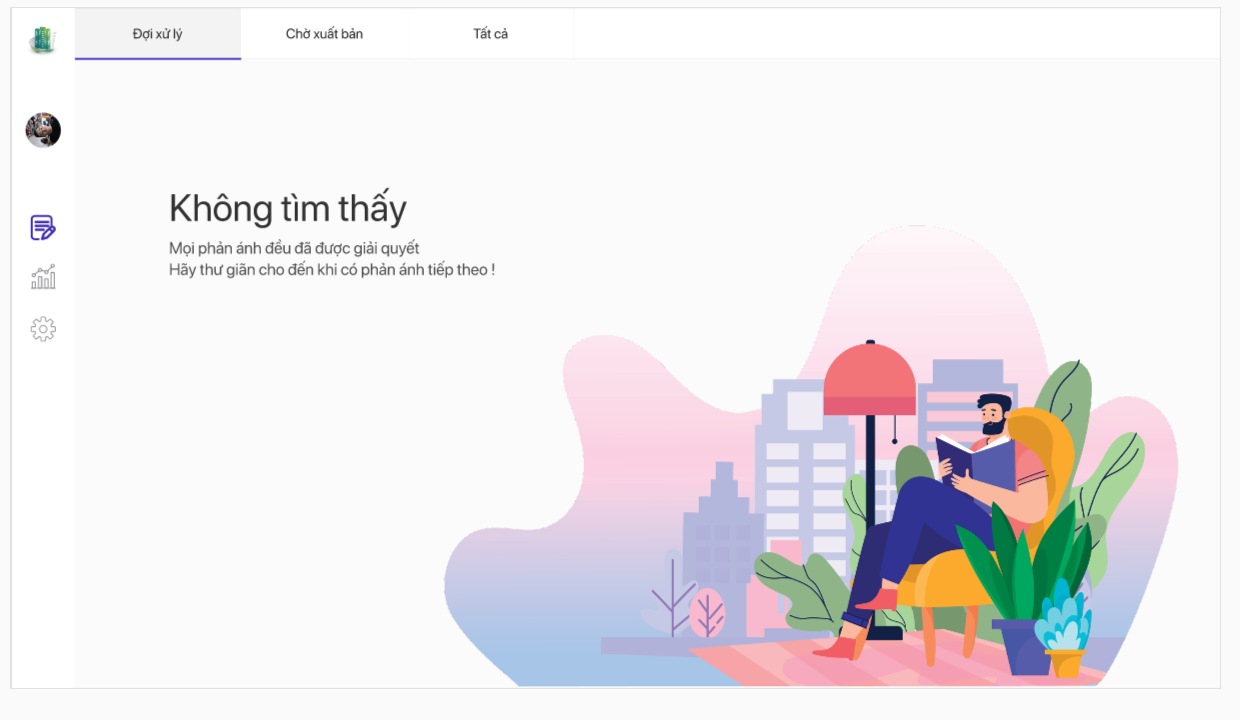 Đợi xử lý
Chờ xuất bản
Tất cả
Không tìm thấy
Mọi phản ánh đều đã được giải quyết
Hãy thư giãn cho đến khi có phản ánh tiếp theo !